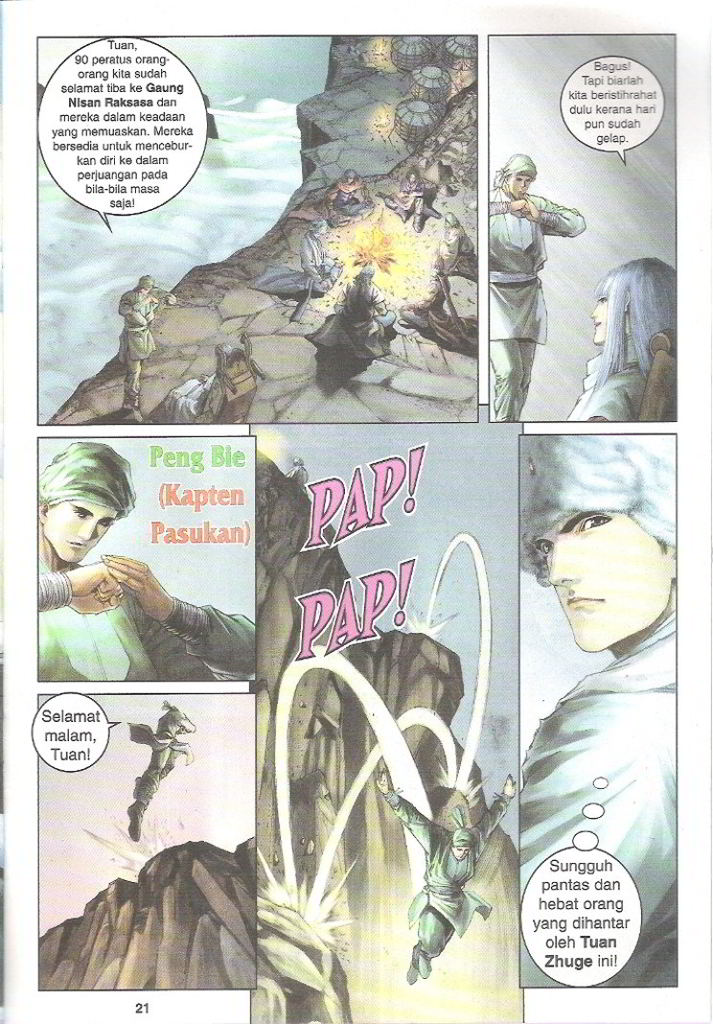 Tuan,
90 peratus orang-
orang kita sudah
selamat tiba ke Gaung
Nisan Raksasa dan
mereka dalam keadaan
yang memuaskan. Mereka
bersedia untuk mencebur-
kan diri ke dalam
perjuangan pada
bila-bila masa
saja!
Bagus!
Tapi biarlah
kita beristihrahat
dulu kerana hari
pun sudah
gelap.
Peng Bie
(Kapten
Pasukan)
PAP!
PAP!
Selamat
malam,
Tuan!
Sungguh
pantas dan
hebat orang
yang dihantar
oleh Tuan
Zhuge ini!
21